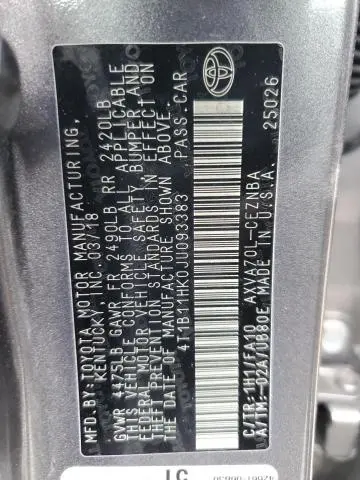 MFD.BY:TOYOTA MOTOR MANUFACTURING,
KENTUCKY, INC. 03/18
GVWR 4475LB GAWR FR 2490LB RR 2420LB
THIS VEHICLE CONFORMS TO ALL APPLICABLE
FEDERAL MOTOR VEHICLE SAFETY, BUMPER, AND
THEFT PREVENTION STANDARDS IN EFFECT ON
THE DATE OF MANUFACTURE SHOWN ABOVE.
4T1B11HK0JU093383 PASS.CAR
C/TR:1H1/FA10 AXVA70L-CEZNBA
A/TM:-02A/UB80E MADE IN U.S.A. 25026